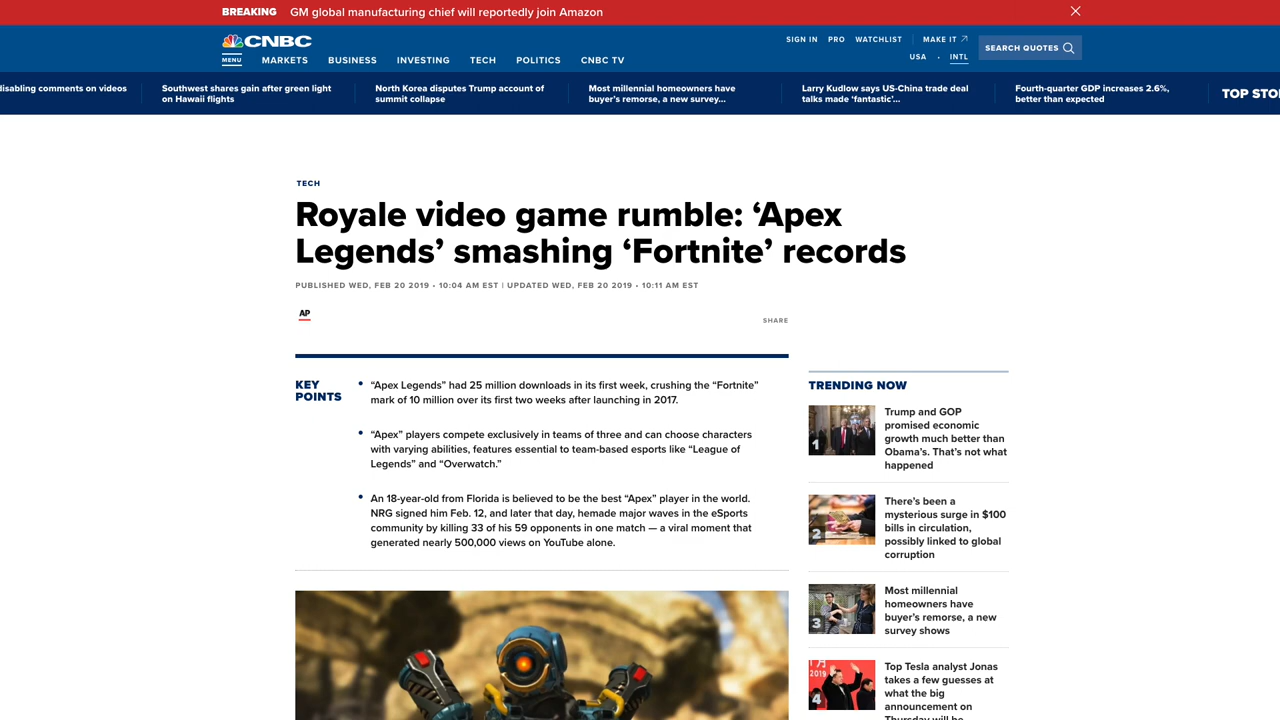 BREAKING GM global manufacturing chief will reportedly join Amazon
CNBC
SIGN IN PRO WATCHLIST MAKE IT
SEARCH QUOTES
USA · INTL
MENU MARKETS BUSINESS INVESTING TECH POLITICS CNBC TV
disabling comments on videos
Southwest shares gain after green light
on Hawaii flights
North Korea disputes Trump account of
summit collapse
Most millennial homeowners have
buyer’s remorse, a new survey...
Larry Kudlow says US-China trade deal
talks made ‘fantastic’...
Fourth-quarter GDP increases 2.6%,
better than expected
TOP STO
TECH
Royale video game rumble: ‘Apex
Legends’ smashing ‘Fortnite’ records
PUBLISHED WED, FEB 20 2019 • 10:04 AM EST | UPDATED WED, FEB 20 2019 • 10:11 AM EST
AP
SHARE
KEY
POINTS
• “Apex Legends” had 25 million downloads in its first week, crushing the “Fortnite”
mark of 10 million over its first two weeks after launching in 2017.
• “Apex” players compete exclusively in teams of three and can choose characters
with varying abilities, features essential to team-based esports like “League of
Legends” and “Overwatch.”
• An 18-year-old from Florida is believed to be the best “Apex” player in the world.
NRG signed him Feb. 12, and later that day, hemade major waves in the eSports
community by killing 33 of his 59 opponents in one match — a viral moment that
generated nearly 500,000 views on YouTube alone.
TRENDING NOW
1
Trump and GOP
promised economic
growth much better than
Obama’s. That’s not what
happened
2
There’s been a
mysterious surge in $100
bills in circulation,
possibly linked to global
corruption
3
Most millennial
homeowners have
buyer’s remorse, a new
survey shows
4
Top Tesla analyst Jonas
takes a few guesses at
what the big
announcement on
Thursday will be